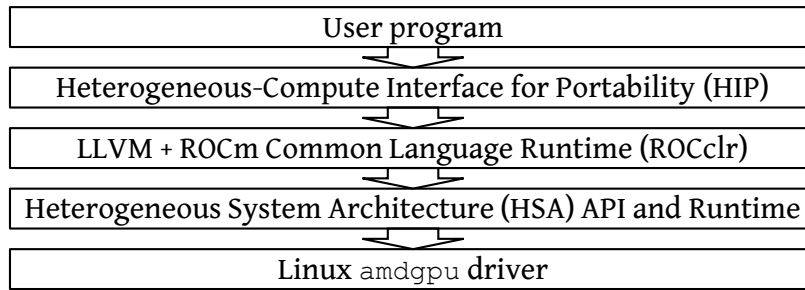 User program
Heterogeneous-Compute Interface for Portability (HIP)
LLVM + ROCm Common Language Runtime (ROCclr)
Heterogeneous System Architecture (HSA) API and Runtime
Linux amdgpu driver